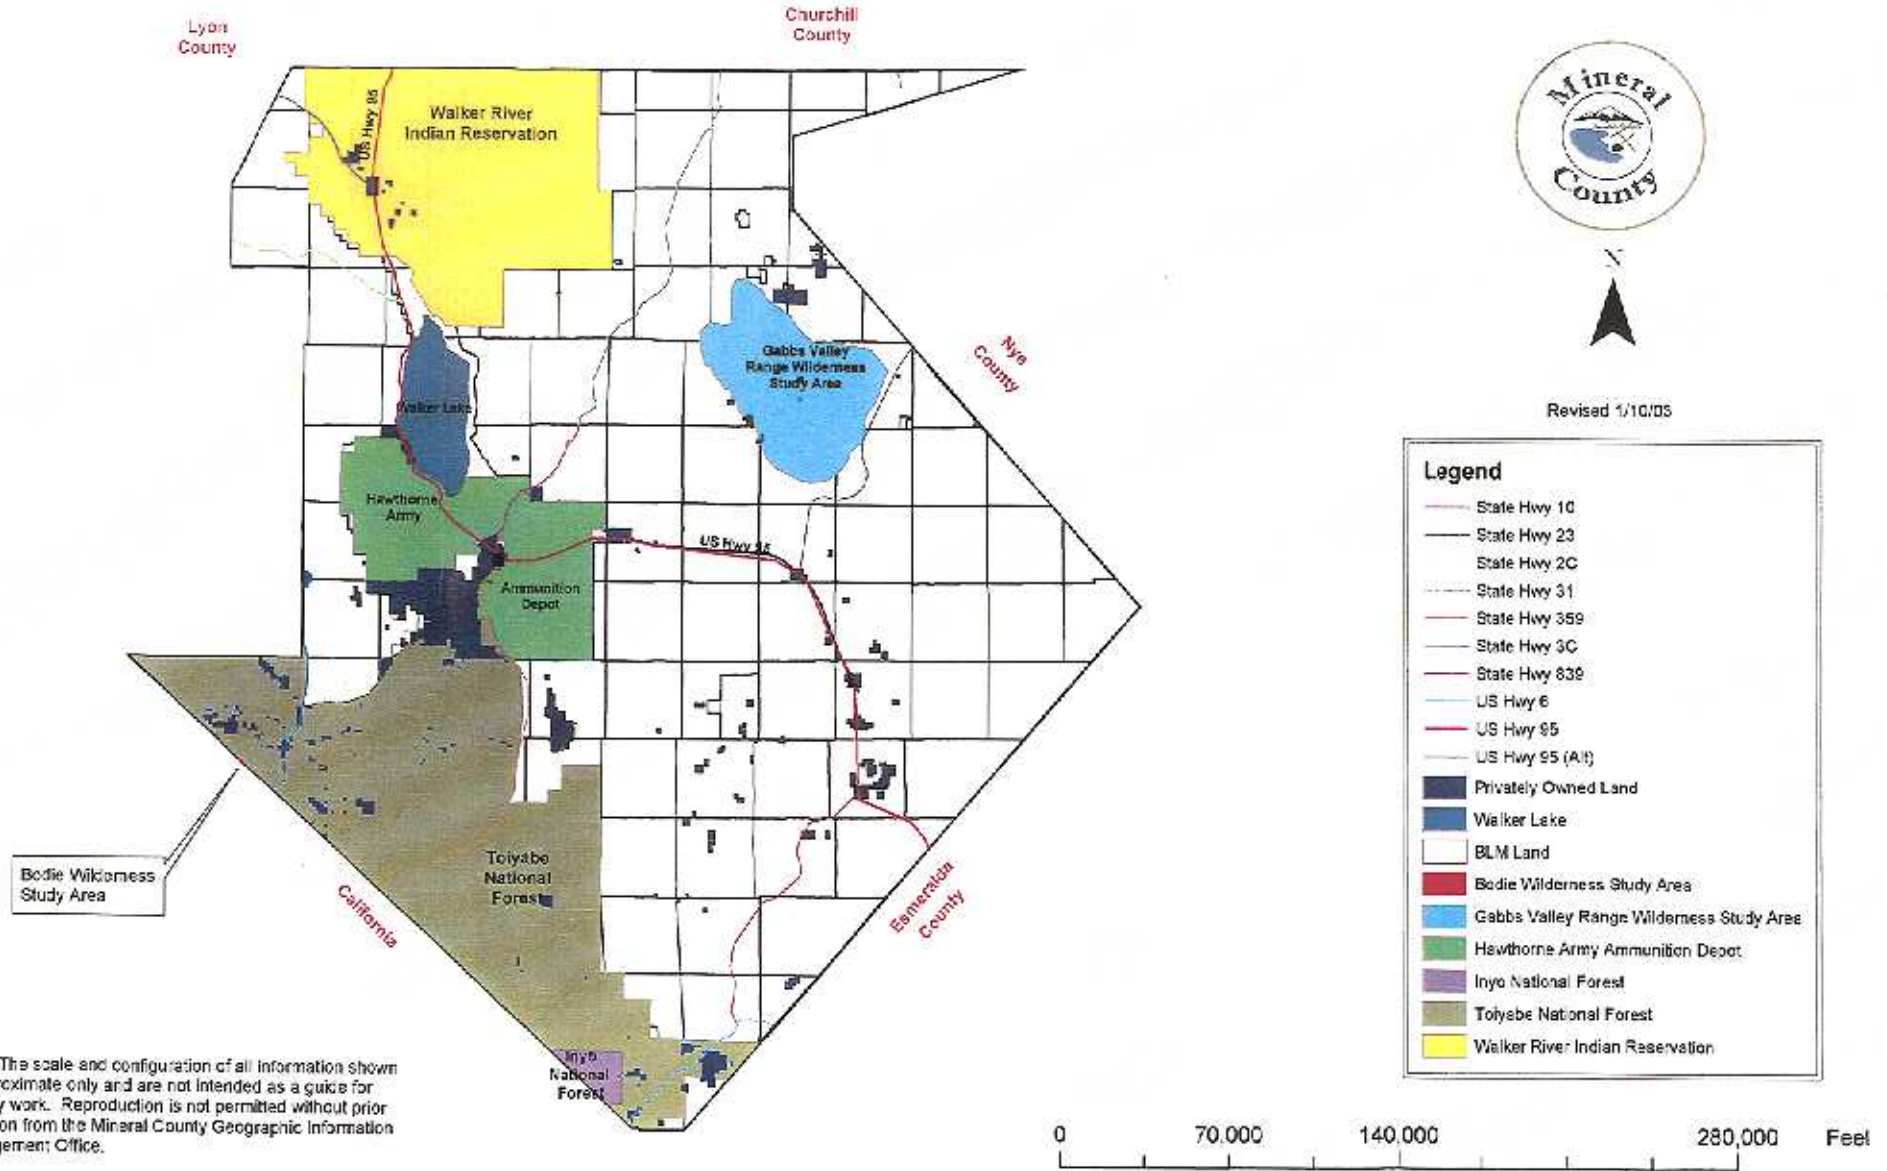 Lyon
County
Churchill
County
Mineral
County
N
Revised 1/10/03
US Hwy 95
Walker River
Indian Reservation
Gabbs Valley
Range Wilderness
Study Area
Nye
County
Walker Lake
Hawthorne
Army
US Hwy 95
Ammunition
Depot
Toiyabe
National
Forest
Bodie Wilderness
Study Area
California
Esmeralda
County
Inyo
National
Forest
Legend
State Hwy 10
State Hwy 23
State Hwy 2C
State Hwy 31
State Hwy 359
State Hwy 3C
State Hwy 839
US Hwy 6
US Hwy 95
US Hwy 95 (Alt)
Privately Owned Land
Walker Lake
BLM Land
Bodie Wilderness Study Area
Gabbs Valley Range Wilderness Study Area
Hawthorne Army Ammunition Depot
Inyo National Forest
Toiyabe National Forest
Walker River Indian Reservation
The scale and configuration of all information shown
oximate only and are not intended as a guide for
y work. Reproduction is not permitted without prior
on from the Mineral County Geographic Information
gement Office.
0 70,000 140,000 280,000 Feet